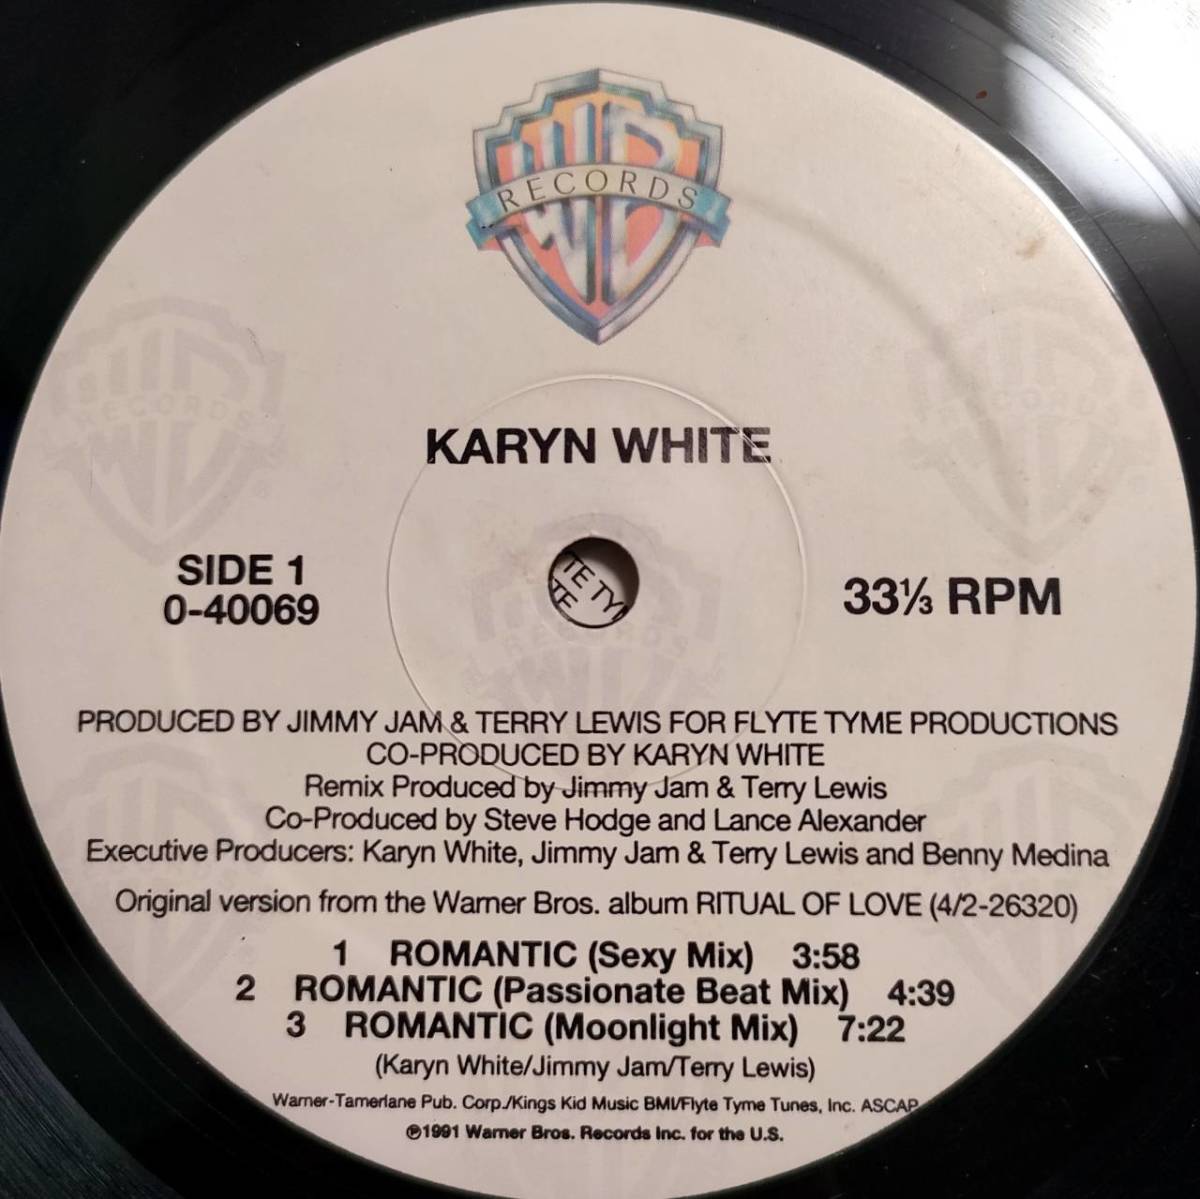 WB
RECORDS
KARYN WHITE
SIDE 1
0-40069
33⅓ RPM
TE TY
TE
PRODUCED BY JIMMY JAM & TERRY LEWIS FOR FLYTE TYME PRODUCTIONS
CO-PRODUCED BY KARYN WHITE
Remix Produced by Jimmy Jam & Terry Lewis
Co-Produced by Steve Hodge and Lance Alexander
Executive Producers: Karyn White, Jimmy Jam & Terry Lewis and Benny Medina
Original version from the Warner Bros. album RITUAL OF LOVE (4/2-26320)
1 ROMANTIC (Sexy Mix) 3:58
2 ROMANTIC (Passionate Beat Mix) 4:39
3 ROMANTIC (Moonlight Mix) 7:22
(Karyn White/Jimmy Jam/Terry Lewis)
Warner-Tamerlane Pub. Corp./Kings Kid Music BMI/Flyte Tyme Tunes, Inc. ASCAP
℗1991 Warner Bros. Records Inc. for the U.S.